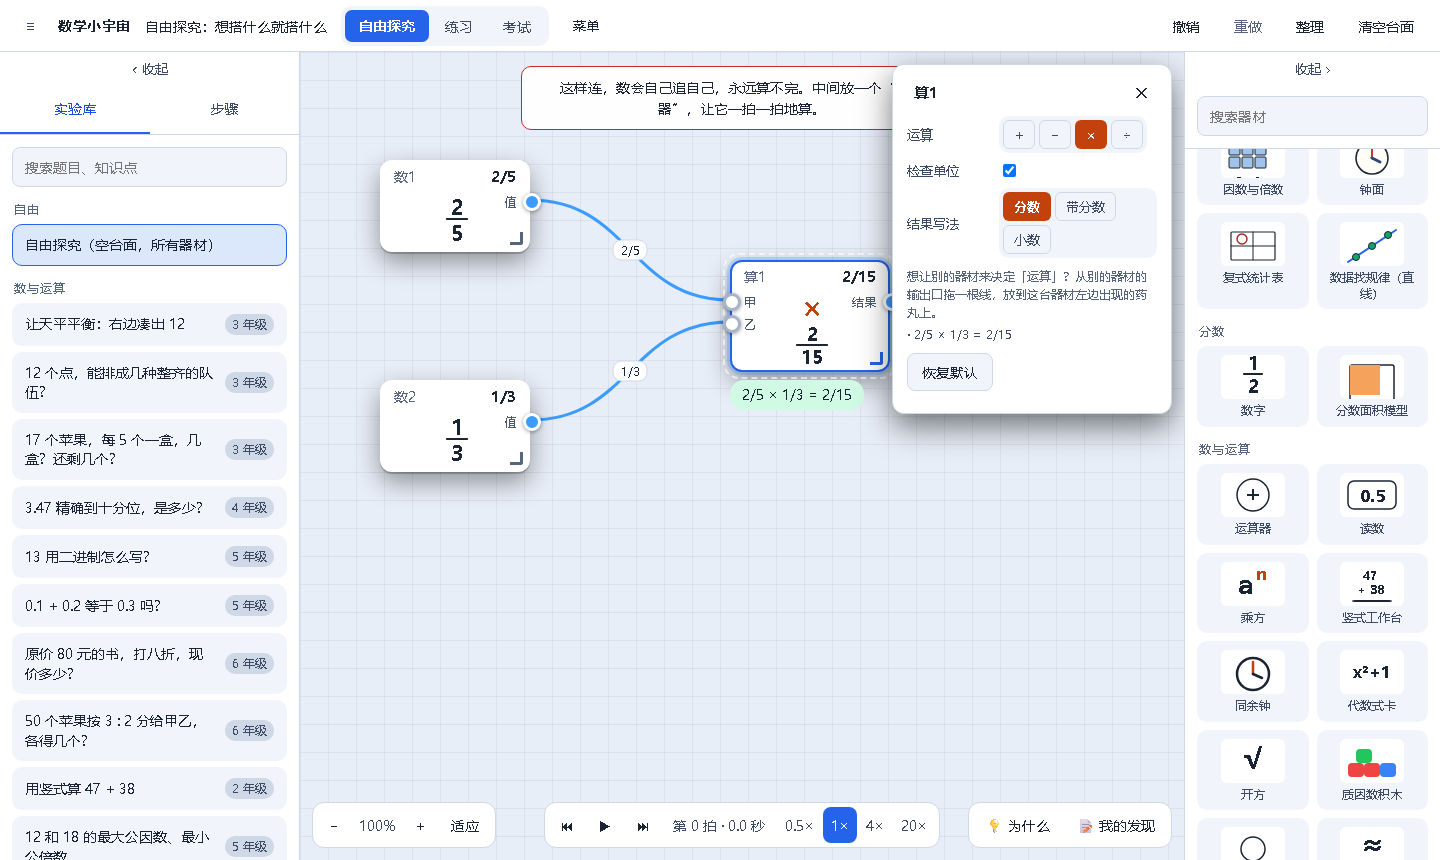 ≡ 数学小宇宙 自由探究：想搭什么就搭什么 自由探究 练习 考试 菜单 撤销 重做 整理 清空台面
‹ 收起
实验库 步骤
搜索题目、知识点
自由
自由探究（空台面，所有器材）
数与运算
让天平平衡：右边凑出 12 3 年级
12 个点，能排成几种整齐的队
伍？ 3 年级
17 个苹果，每 5 个一盒，几
盒？还剩几个？ 3 年级
3.47 精确到十分位，是多少？ 4 年级
13 用二进制怎么写？ 5 年级
0.1 + 0.2 等于 0.3 吗？ 5 年级
原价 80 元的书，打八折，现
价多少？ 6 年级
50 个苹果按 3 : 2 分给甲乙，
各得几个？ 6 年级
用竖式算 47 + 38 2 年级
12 和 18 的最大公因数、最小
公倍数 5 年级
这样连，数会自己追自己，永远算不完。中间放一个
器”，让它一拍一拍地算。
数1 2/5
值
2
5
2/5
数2 1/3
值
1
3
1/3
算1 2/15
甲 结果
乙
×
2
15
2/5 × 1/3 = 2/15
算1 ✕
运算 + − × ÷
检查单位
结果写法 分数 带分数
小数
想让别的器材来决定「运算」？从别的器材的
输出口拖一根线，放到这台器材左边出现的药
丸上。
· 2/5 × 1/3 = 2/15
恢复默认
− 100% + 适应
第 0 拍 · 0.0 秒 0.5× 1× 4× 20×
为什么 我的发现
收起 ›
搜索器材
因数与倍数 钟面
复式统计表 数据找规律（直
线）
分数
1
2
数字 分数面积模型
数与运算
+ 0.5
运算器 读数
aⁿ 47
+ 38
乘方 竖式工作台
x²+1
同余钟 代数式卡
√
开方 质因数积木
≈